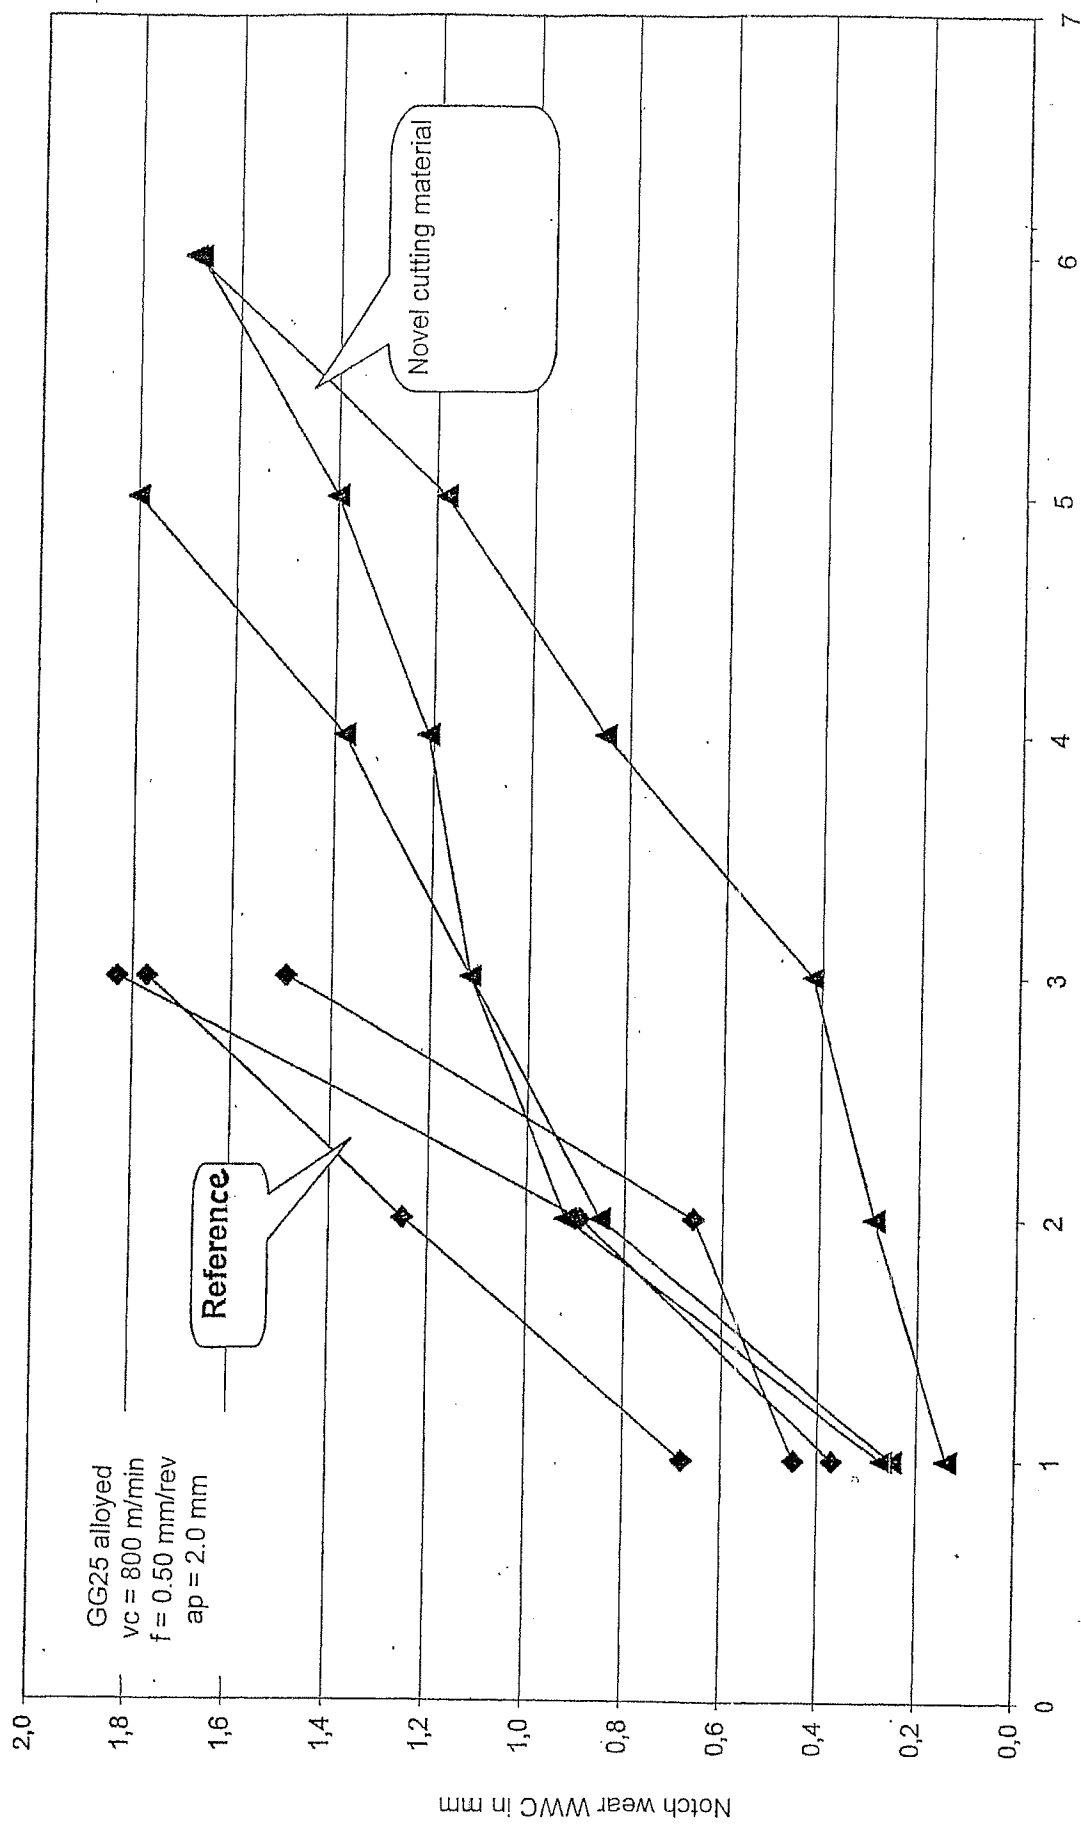 GG25 alloyed
vc = 800 m/min
f = 0.50 mm/rev
ap = 2.0 mm
Reference
Novel cutting material
Notch wear WWC in mm
2,0
1,8
1,6
1,4
1,2
1,0
0,8
0,6
0,4
0,2
0,0
0
1
2
3
4
5
6
7